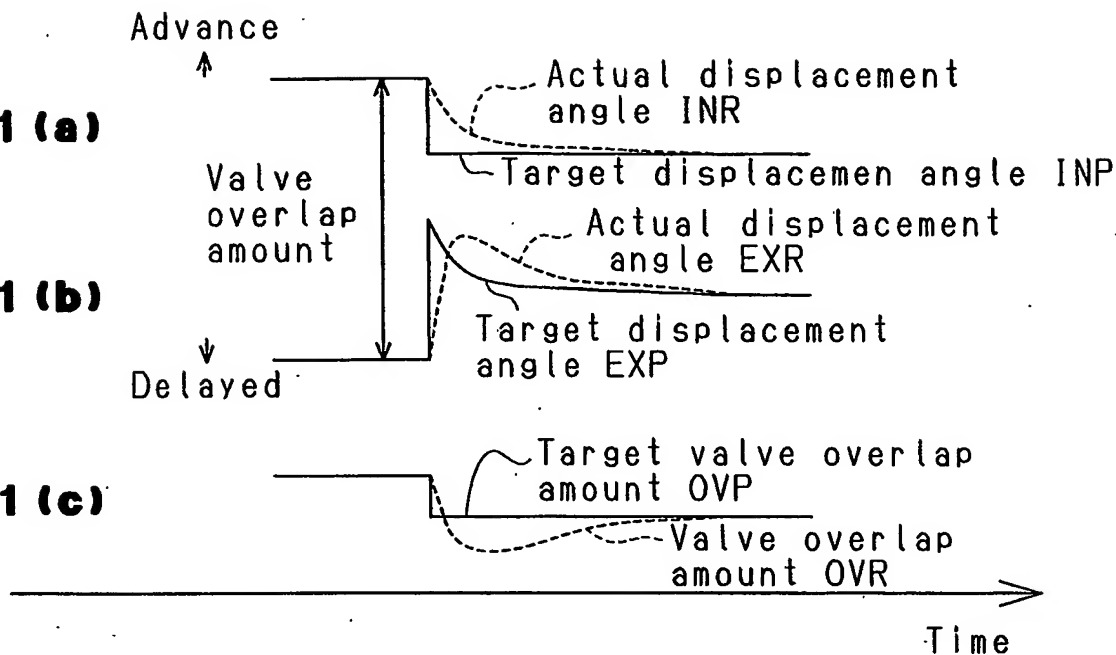 Advance
Actual displacement
angle INR
1 (a)
Valve
overlap
amount
Target displacemen angle INP
Actual displacement
angle EXR
1 (b)
Target displacement
angle EXP
Delayed
Target valve overlap
amount OVP
1 (c)
Valve overlap
amount OVR
Time